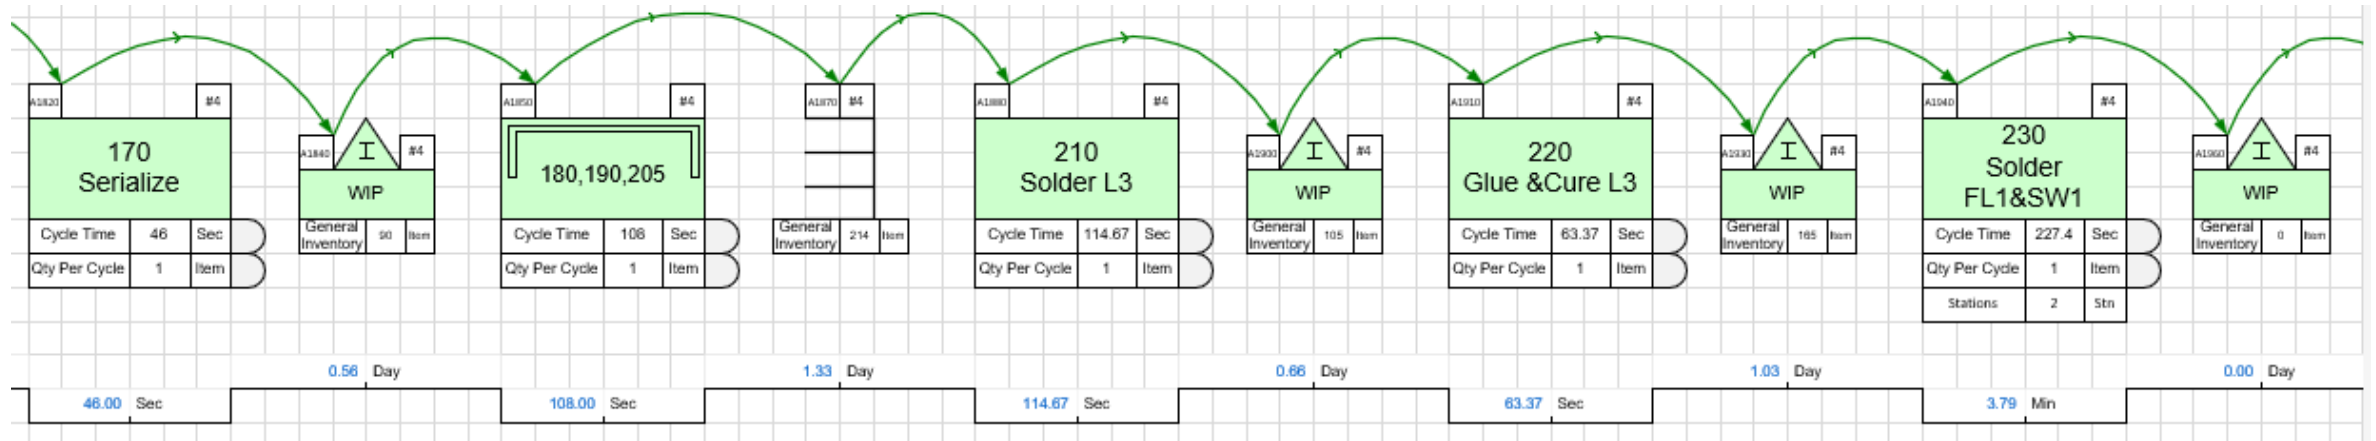 A1820
#4
170
Serialize
Cycle Time 46 Sec
Qty Per Cycle 1 Item
A1840
I
#4
WIP
General Inventory 90 Item
A1850
#4
180,190,205
Cycle Time 108 Sec
Qty Per Cycle 1 Item
A1870
#4
General Inventory 214 Item
A1880
#4
210
Solder L3
Cycle Time 114.67 Sec
Qty Per Cycle 1 Item
A1900
I
#4
WIP
General Inventory 105 Item
A1910
#4
220
Glue &Cure L3
Cycle Time 63.37 Sec
Qty Per Cycle 1 Item
A1930
I
#4
WIP
General Inventory 165 Item
A1940
#4
230
Solder
FL1&SW1
Cycle Time 227.4 Sec
Qty Per Cycle 1 Item
Stations 2 Stn
A1960
I
#4
WIP
General Inventory 0 Item
0.56 Day
1.33 Day
0.66 Day
1.03 Day
0.00 Day
46.00 Sec
108.00 Sec
114.67 Sec
63.37 Sec
3.79 Min